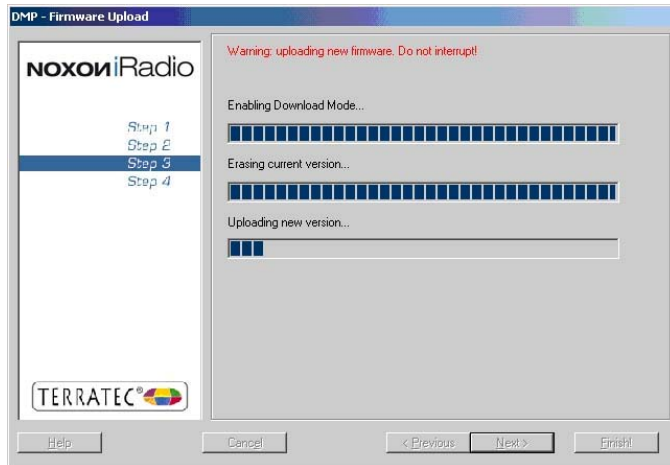 DMP - Firmware Upload
NOXON iRadio
Step 1
Step 2
Step 3
Step 4
TERRATEC®
Warning: uploading new firmware. Do not interrupt!
Enabling Download Mode...
Erasing current version...
Uploading new version...
Help
Cancel
< Previous
Next >
Finish!